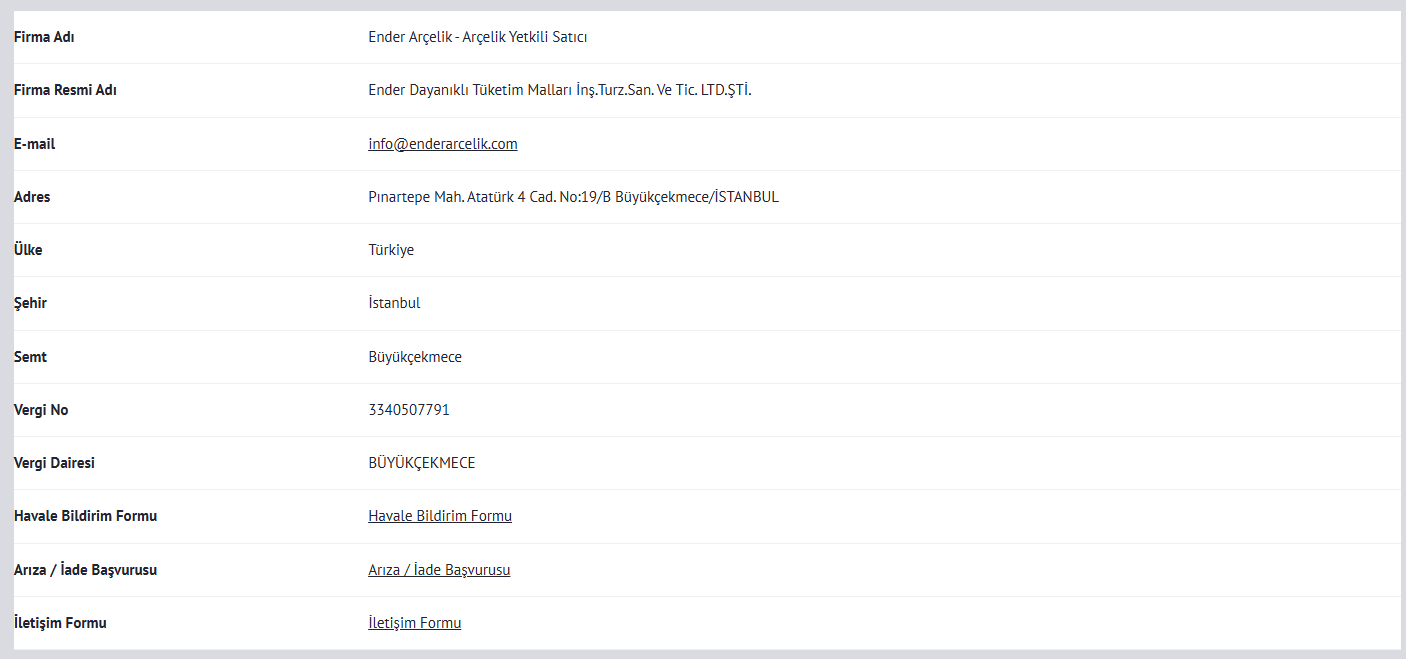 Firma Adı Ender Arçelik - Arçelik Yetkili Satıcı
Firma Resmi Adı Ender Dayanıklı Tüketim Malları İnş.Turz.San. Ve Tic. LTD.ŞTİ.
E-mail info@enderarcelik.com
Adres Pınartepe Mah. Atatürk 4 Cad. No:19/B Büyükçekmece/İSTANBUL
Ülke Türkiye
Şehir İstanbul
Semt Büyükçekmece
Vergi No 3340507791
Vergi Dairesi BÜYÜKÇEKMECE
Havale Bildirim Formu Havale Bildirim Formu
Arıza / İade Başvurusu Arıza / İade Başvurusu
İletişim Formu İletişim Formu